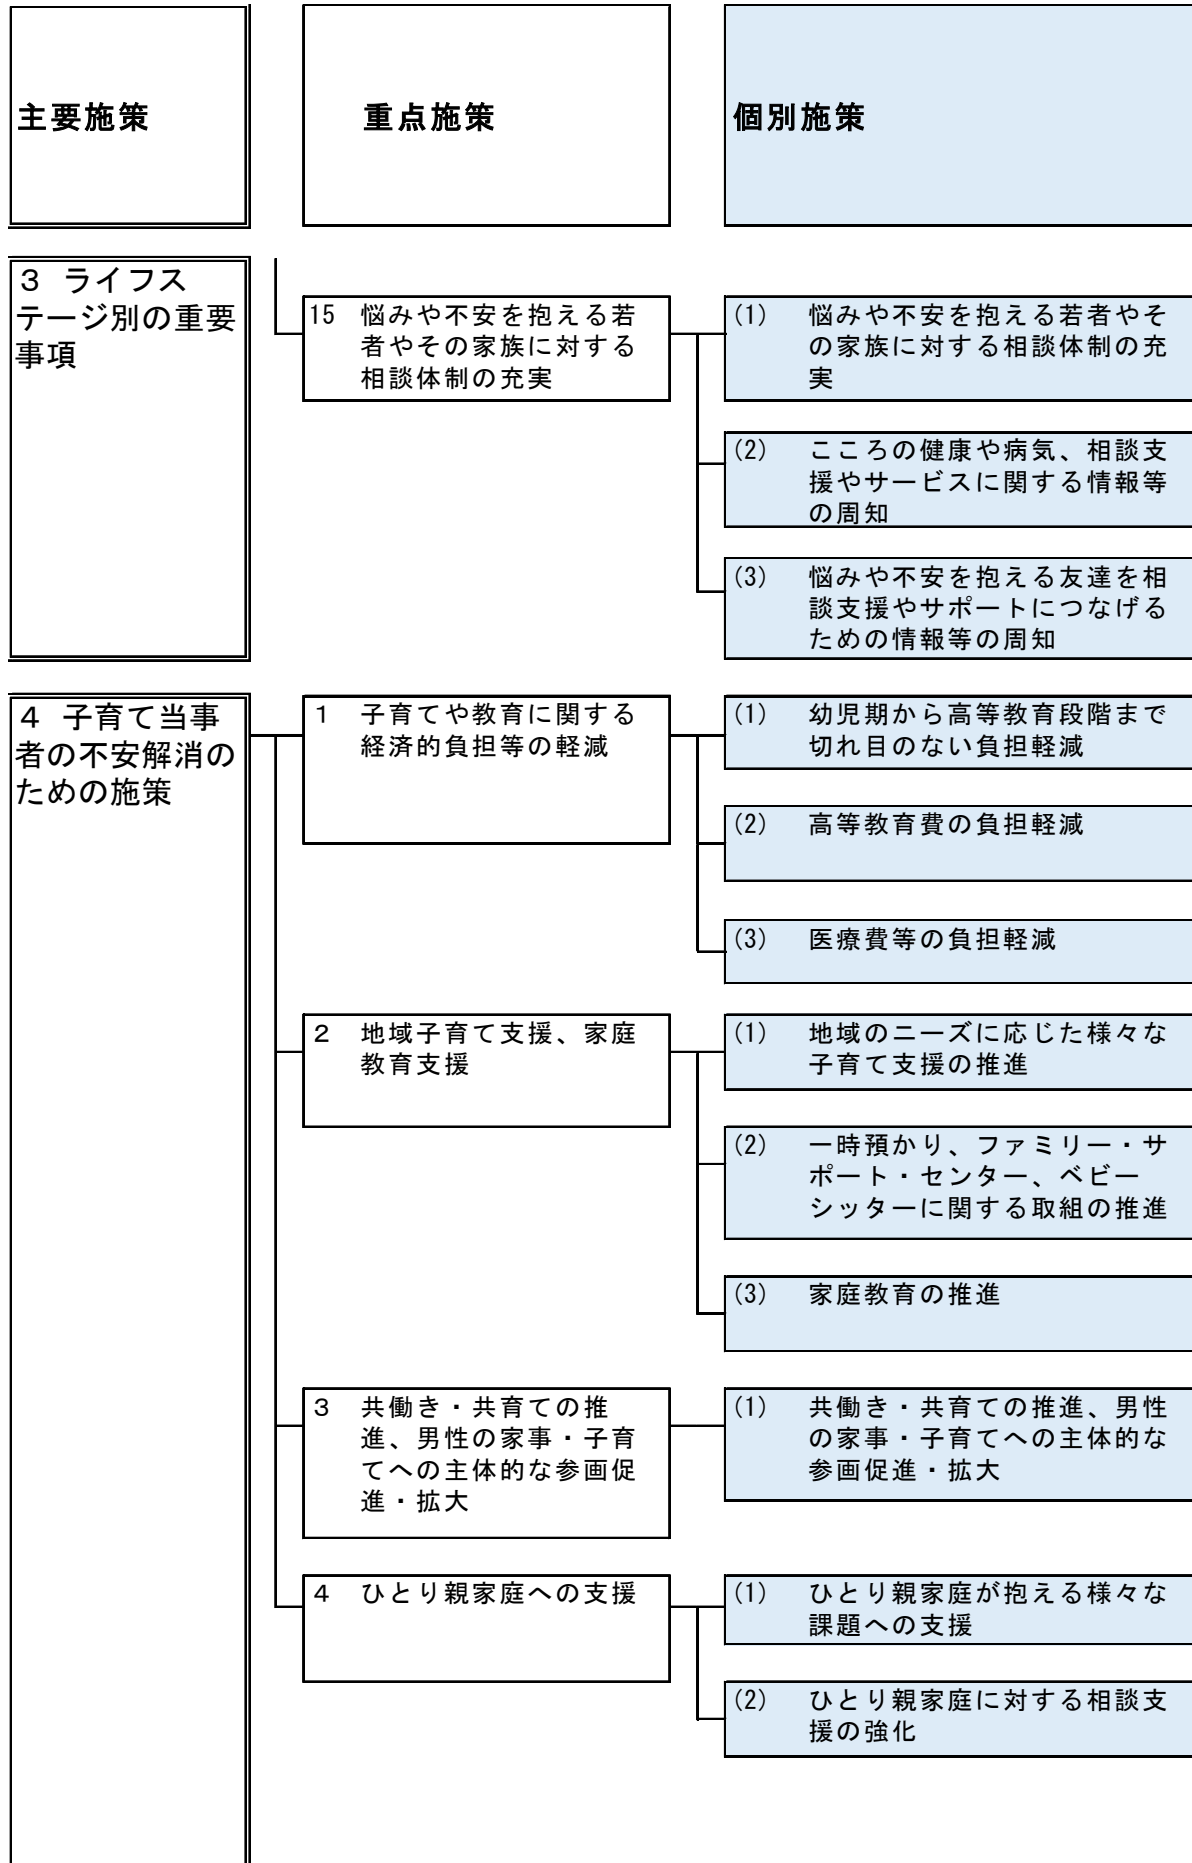 主要施策
重点施策
個別施策
３ ライフス
テージ別の重要
事項
15 悩みや不安を抱える若
者やその家族に対する
相談体制の充実
(1) 悩みや不安を抱える若者やそ
の家族に対する相談体制の充
実
(2) こころの健康や病気、相談支
援やサービスに関する情報等
の周知
(3) 悩みや不安を抱える友達を相
談支援やサポートにつなげる
ための情報等の周知
４ 子育て当事
者の不安解消の
ための施策
１ 子育てや教育に関する
経済的負担等の軽減
(1) 幼児期から高等教育段階まで
切れ目のない負担軽減
(2) 高等教育費の負担軽減
(3) 医療費等の負担軽減
２ 地域子育て支援、家庭
教育支援
(1) 地域のニーズに応じた様々な
子育て支援の推進
(2) 一時預かり、ファミリー・サ
ポート・センター、ベビー
シッターに関する取組の推進
(3) 家庭教育の推進
３ 共働き・共育ての推
進、男性の家事・子育
てへの主体的な参画促
進・拡大
(1) 共働き・共育ての推進、男性
の家事・子育てへの主体的な
参画促進・拡大
４ ひとり親家庭への支援
(1) ひとり親家庭が抱える様々な
課題への支援
(2) ひとり親家庭に対する相談支
援の強化